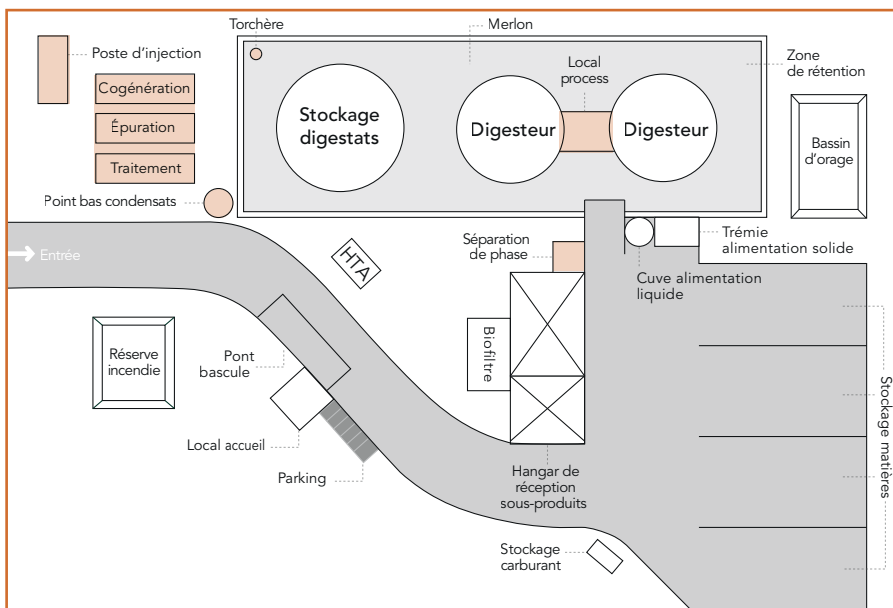 Torchère
Merlon
Poste d'injection
Local
process
Zone
de rétention
Cogénération
Épuration
Traitement
Stockage
digestats
Digesteur
Digesteur
Bassin
d'orage
Point bas condensats
Entrée
HTA
Séparation
de phase
Trémie
alimentation solide
Cuve alimentation
liquide
Réserve
incendie
Pont
bascule
Biofiltre
Local accueil
Parking
Hangar de
réception
sous-produits
Stockage matières
Stockage
carburant